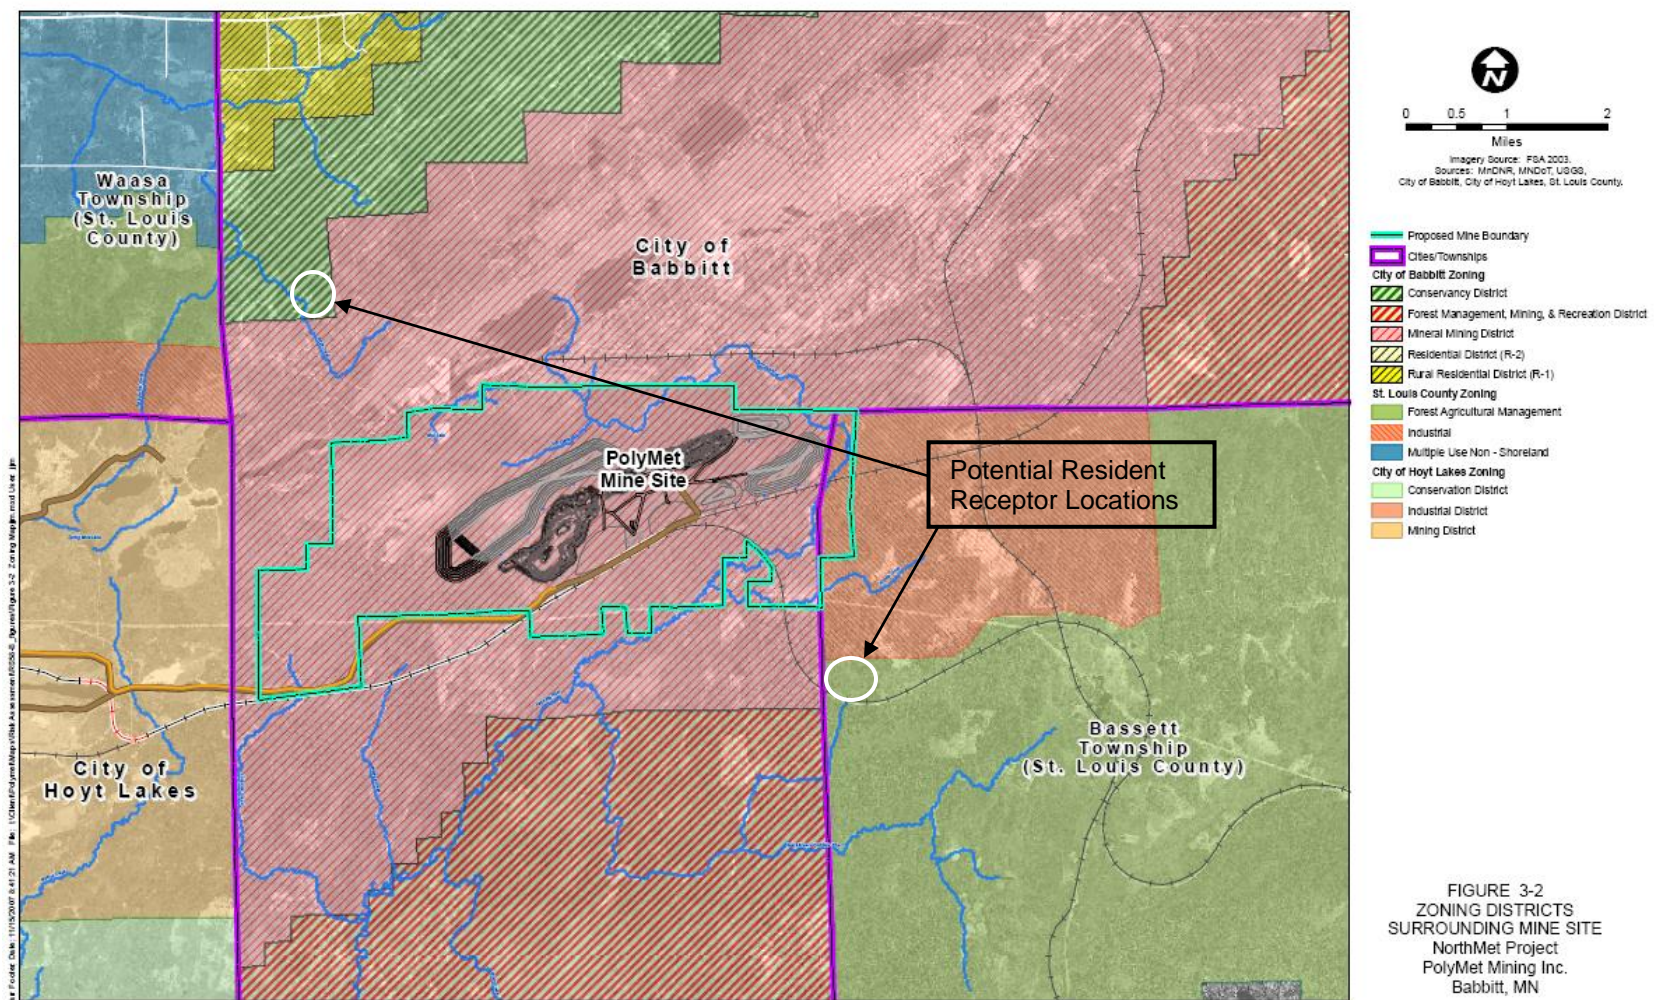 Waasa
Township
(St. Louis
County)
City of
Babbitt
PolyMet
Mine Site
Potential Resident
Receptor Locations
City of
Hoyt Lakes
Bassett
Township
(St. Louis County)
N
0 0.5 1 2
Miles
Imagery Source: FSA 2003.
Sources: MnDNR, MNDoT, USGS,
City of Babbitt, City of Hoyt Lakes, St. Louis County.
Proposed Mine Boundary
Cities/Townships
City of Babbitt Zoning
Conservancy District
Forest Management, Mining, & Recreation District
Mineral Mining District
Residential District (R-2)
Rural Residential District (R-1)
St. Louis County Zoning
Forest Agricultural Management
Industrial
Multiple Use Non - Shoreland
City of Hoyt Lakes Zoning
Conservation District
Industrial District
Mining District
FIGURE 3-2
ZONING DISTRICTS
SURROUNDING MINE SITE
NorthMet Project
PolyMet Mining Inc.
Babbitt, MN